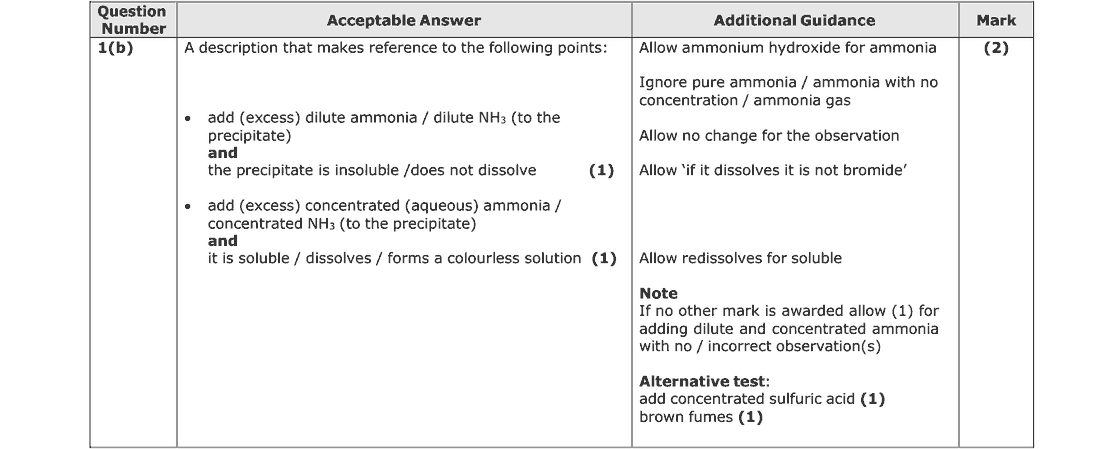 Question Number
Acceptable Answer
Additional Guidance
Mark
1(b)
A description that makes reference to the following points:
• add (excess) dilute ammonia / dilute NH₃ (to the
precipitate)
and
the precipitate is insoluble /does not dissolve (1)
• add (excess) concentrated (aqueous) ammonia /
concentrated NH₃ (to the precipitate)
and
it is soluble / dissolves / forms a colourless solution (1)
Allow ammonium hydroxide for ammonia
Ignore pure ammonia / ammonia with no
concentration / ammonia gas
Allow no change for the observation
Allow ‘if it dissolves it is not bromide’
Allow redissolves for soluble
Note
If no other mark is awarded allow (1) for
adding dilute and concentrated ammonia
with no / incorrect observation(s)
Alternative test:
add concentrated sulfuric acid (1)
brown fumes (1)
(2)